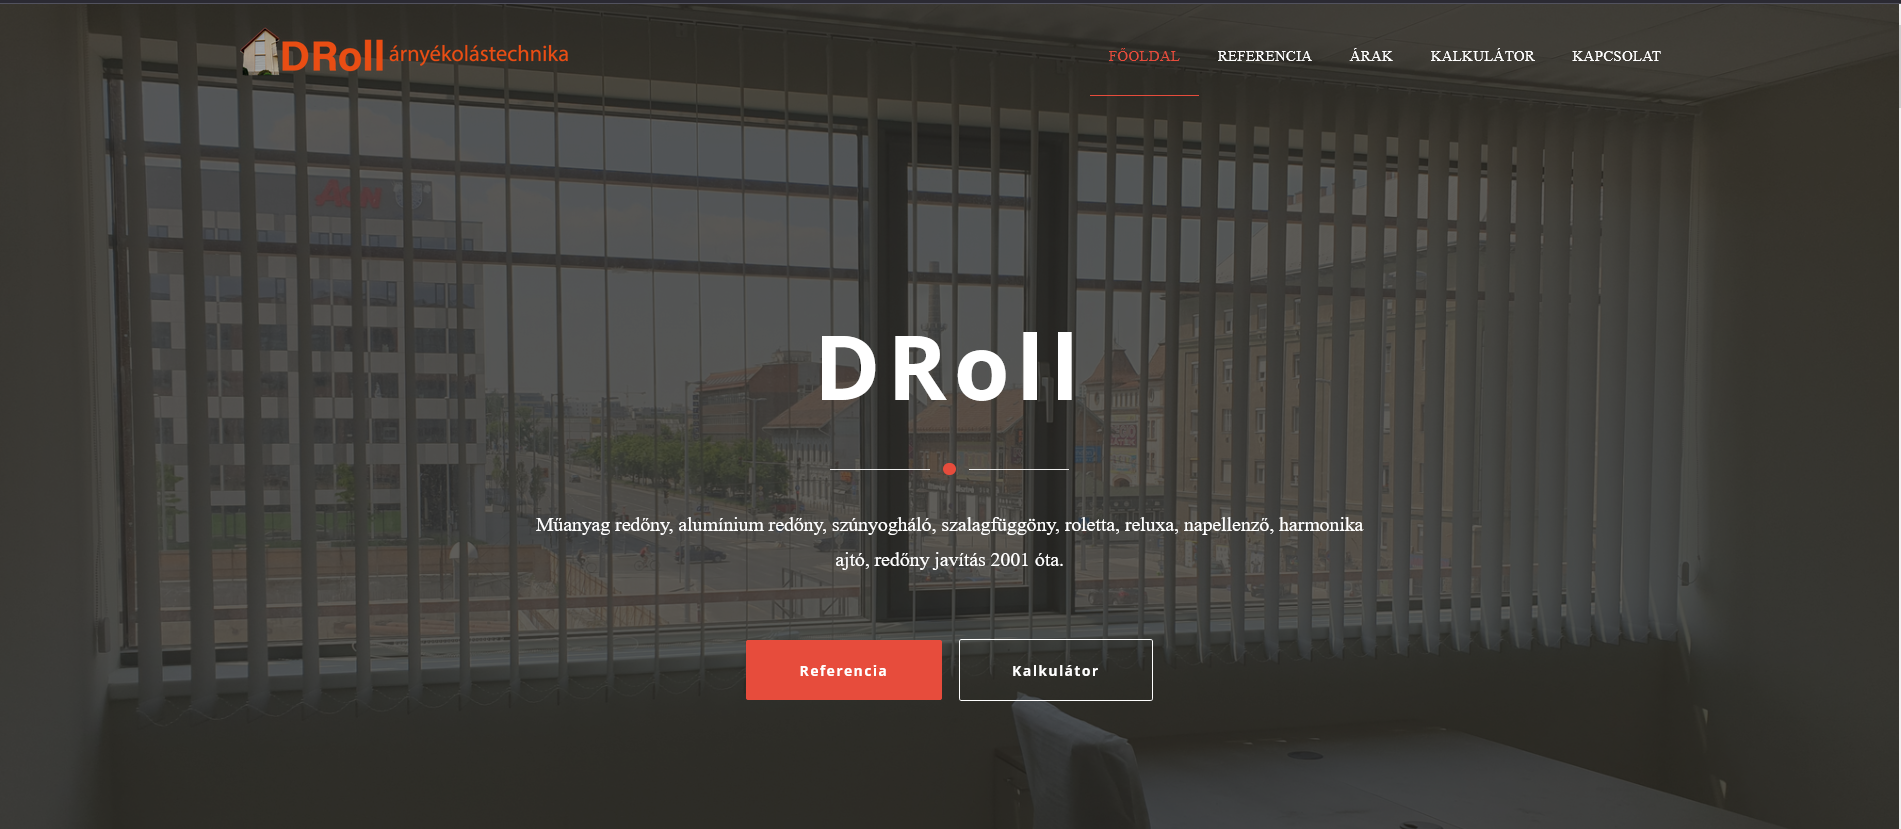 DRoll árnyékolástechnika
FŐOLDAL REFERENCIA ÁRAK KALKULÁTOR KAPCSOLAT
DRoll
Műanyag redőny, alumínium redőny, szúnyogháló, szalagfüggöny, roletta, reluxa, napellenző, harmonika
ajtó, redőny javítás 2001 óta.
Referencia Kalkulátor